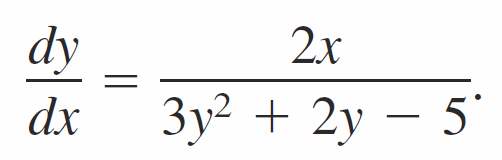 dy/dx = 2x/(3y² + 2y − 5).